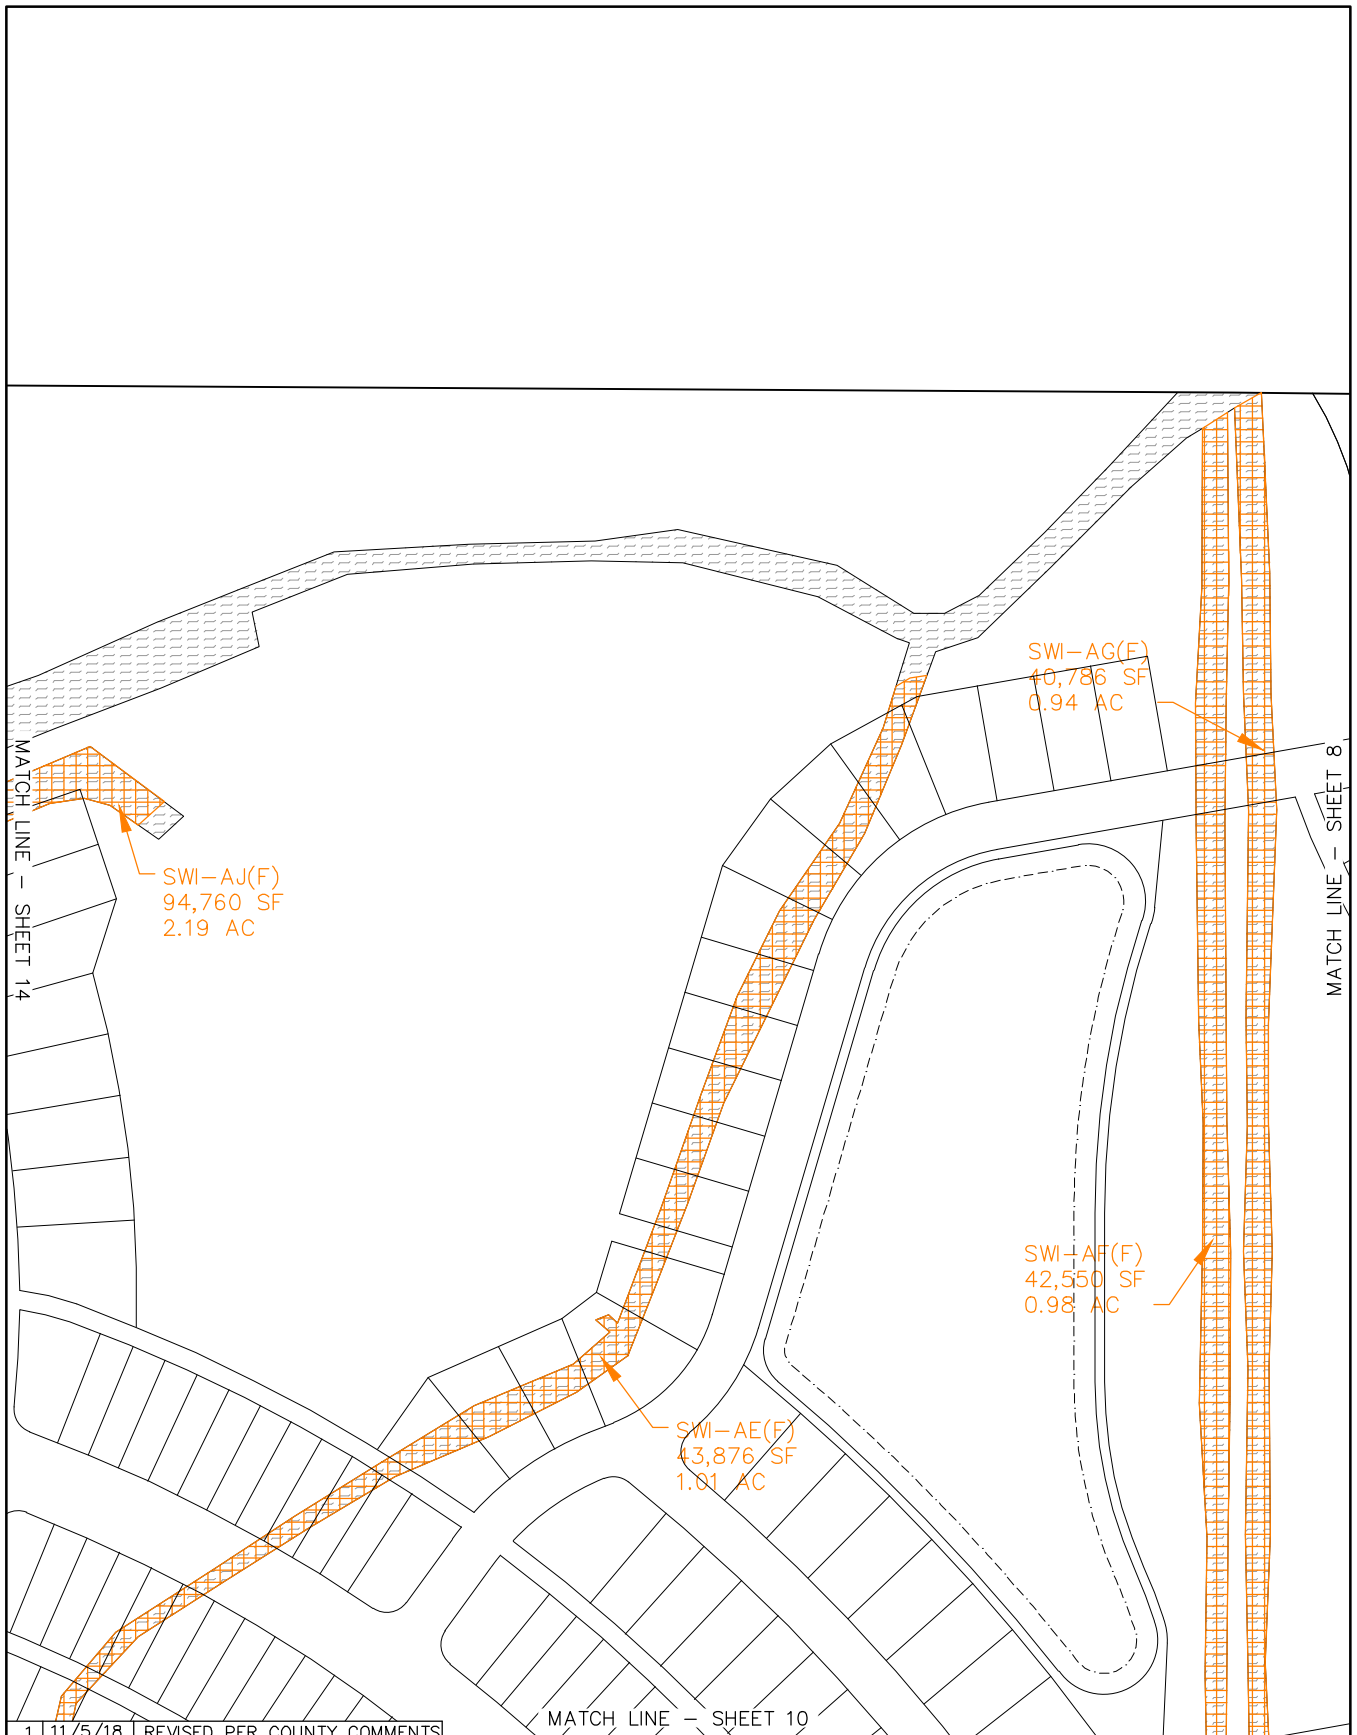 SWI-AG(F)
40,786 SF
0.94 AC
MATCH LINE - SHEET 14
MATCH LINE - SHEET 8
SWI-AJ(F)
94,760 SF
2.19 AC
SWI-AF(F)
42,550 SF
0.98 AC
SWI-AE(F)
43,876 SF
1.01 AC
MATCH LINE - SHEET 10
1 11/5/18 REVISED PER COUNTY COMMENTS